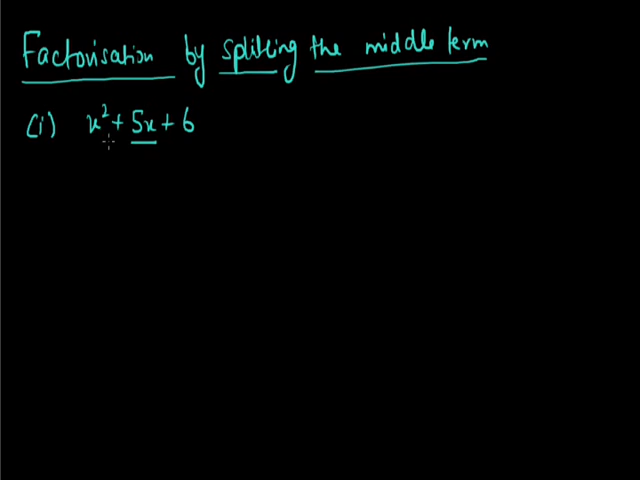 Factorisation by splitting the middle term
(i) x² + 5x + 6